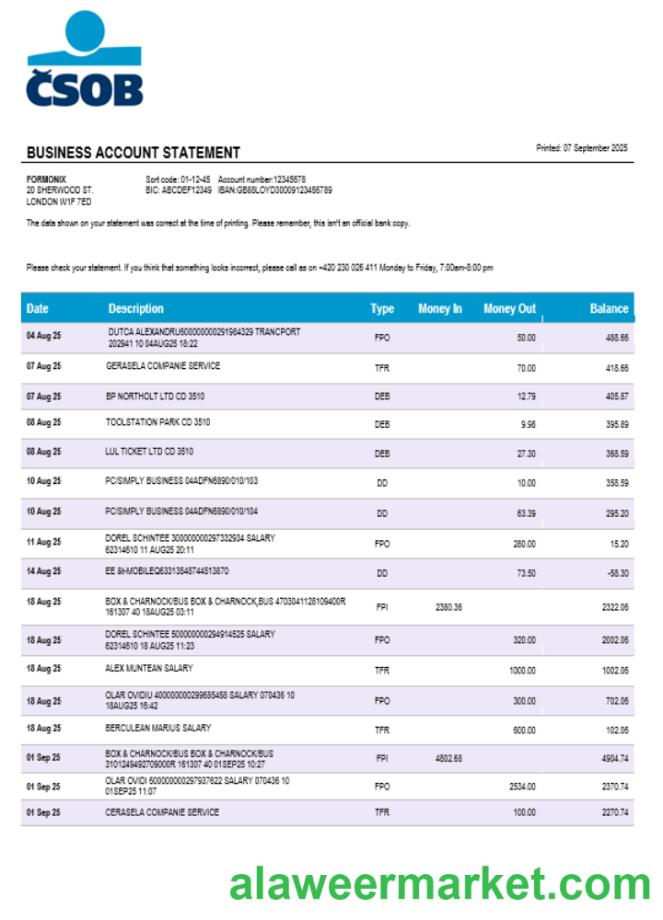 ČSOB
BUSINESS ACCOUNT STATEMENT
Printed: 07 September 2025
FORMONIX
20 SHERWOOD ST.
LONDON W1F 7ED
Sort code: 01-12-45 Account number:12345678
BIC: ABCDEF12349 IBAN:GB88LOYD30009123456789
The data shown on your statement was correct at the time of printing. Please remember, this isn't an official bank copy.
Please check your statement. If you think that something looks incorrect, please call as on +420 230 026 411 Monday to Friday, 7:00am-8:00 pm
Date Description Type Money In Money Out Balance
04 Aug 25 DUTCA ALEXANDRU600000000291984329 TRANCPORT
202941 10 04AUG25 18:22 FPO 50.00 488.66
07 Aug 25 GERASELA COMPANIE SERVICE TFR 70.00 418.66
07 Aug 25 BP NORTHOLT LTD CD 3510 DEB 12.79 405.87
08 Aug 25 TOOLSTATION PARK CD 3510 DEB 9.98 395.89
08 Aug 25 LUL TICKET LTD CD 3510 DEB 27.30 368.59
10 Aug 25 PC/SIMPLY BUSINESS 04ADFN6890/010/103 DD 10.00 358.59
10 Aug 25 PC/SIMPLY BUSINESS 04ADFN6890/010/104 DD 63.39 295.20
11 Aug 25 DOREL SCHINTEE 300000000297332934 SALARY
62314610 11 AUG25 20:11 FPO 280.00 15.20
14 Aug 25 EE &t-MOBILEQ63313548744513870 DD 73.50 -58.30
18 Aug 25 BOX & CHARNOCK/BUS BOX & CHARNOCK,BUS 4703041128109400R
161307 40 18AUG25 03:11 FPI 2380.36 2322.06
18 Aug 25 DOREL SCHINTEE 500000000294914525 SALARY
62314610 18 AUG25 11:23 FPO 320.00 2002.06
18 Aug 25 ALEX MUNTEAN SALARY TFR 1000.00 1002.06
18 Aug 25 OLAR OVIDIU 400000000299685458 SALARY 070436 10
18AUG25 16:42 FPO 300.00 702.06
18 Aug 25 BERCULEAN MARIUS SALARY TFR 600.00 102.06
01 Sep 25 BOX & CHARNOCK/BUS BOX & CHARNOCK/BUS
3101249492709000R 161307 40 01SEP25 10:27 FPI 4802.68 4904.74
01 Sep 25 OLAR OVIDI 600000000297937622 SALARY 070436 10
01SEP25 11:07 FPO 2534.00 2370.74
01 Sep 25 CERASELA COMPANIE SERVICE TFR 100.00 2270.74
alaweermarket.com